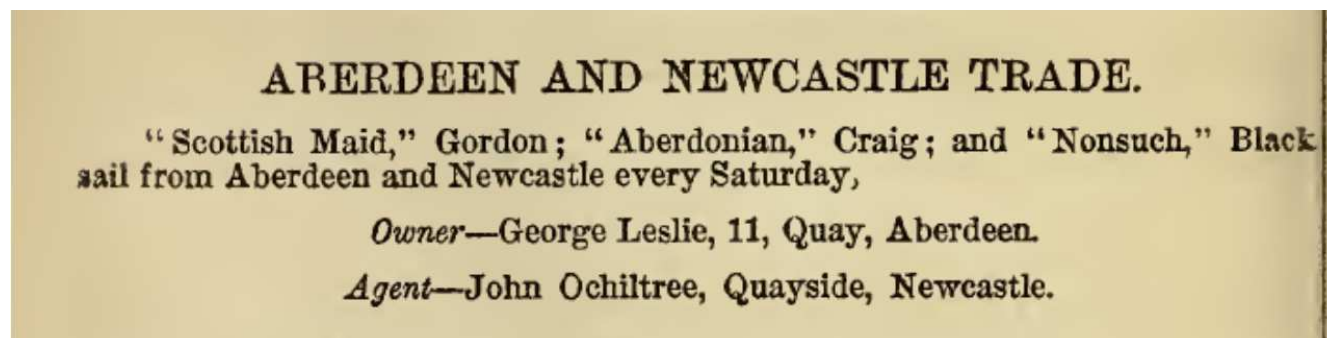 ABERDEEN AND NEWCASTLE TRADE.
"Scottish Maid," Gordon; "Aberdonian," Craig; and "Nonsuch," Black
sail from Aberdeen and Newcastle every Saturday,
Owner—George Leslie, 11, Quay, Aberdeen.
Agent—John Ochiltree, Quayside, Newcastle.